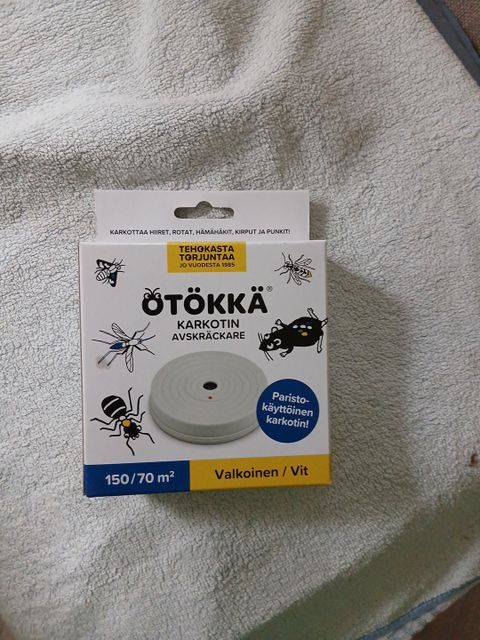 KARKOTTAA HIIRET, ROTAT, HÄMÄHÄKIT, KIRPUT JA PUNKIT!
TEHOKASTA
TORJUNTAA
JO VUODESTA 1985
ÖTÖKKÄ®
KARKOTIN
AVSKRÄCKARE
Paristo-
käyttöinen
karkotin!
150/70 m²
Valkoinen / Vit